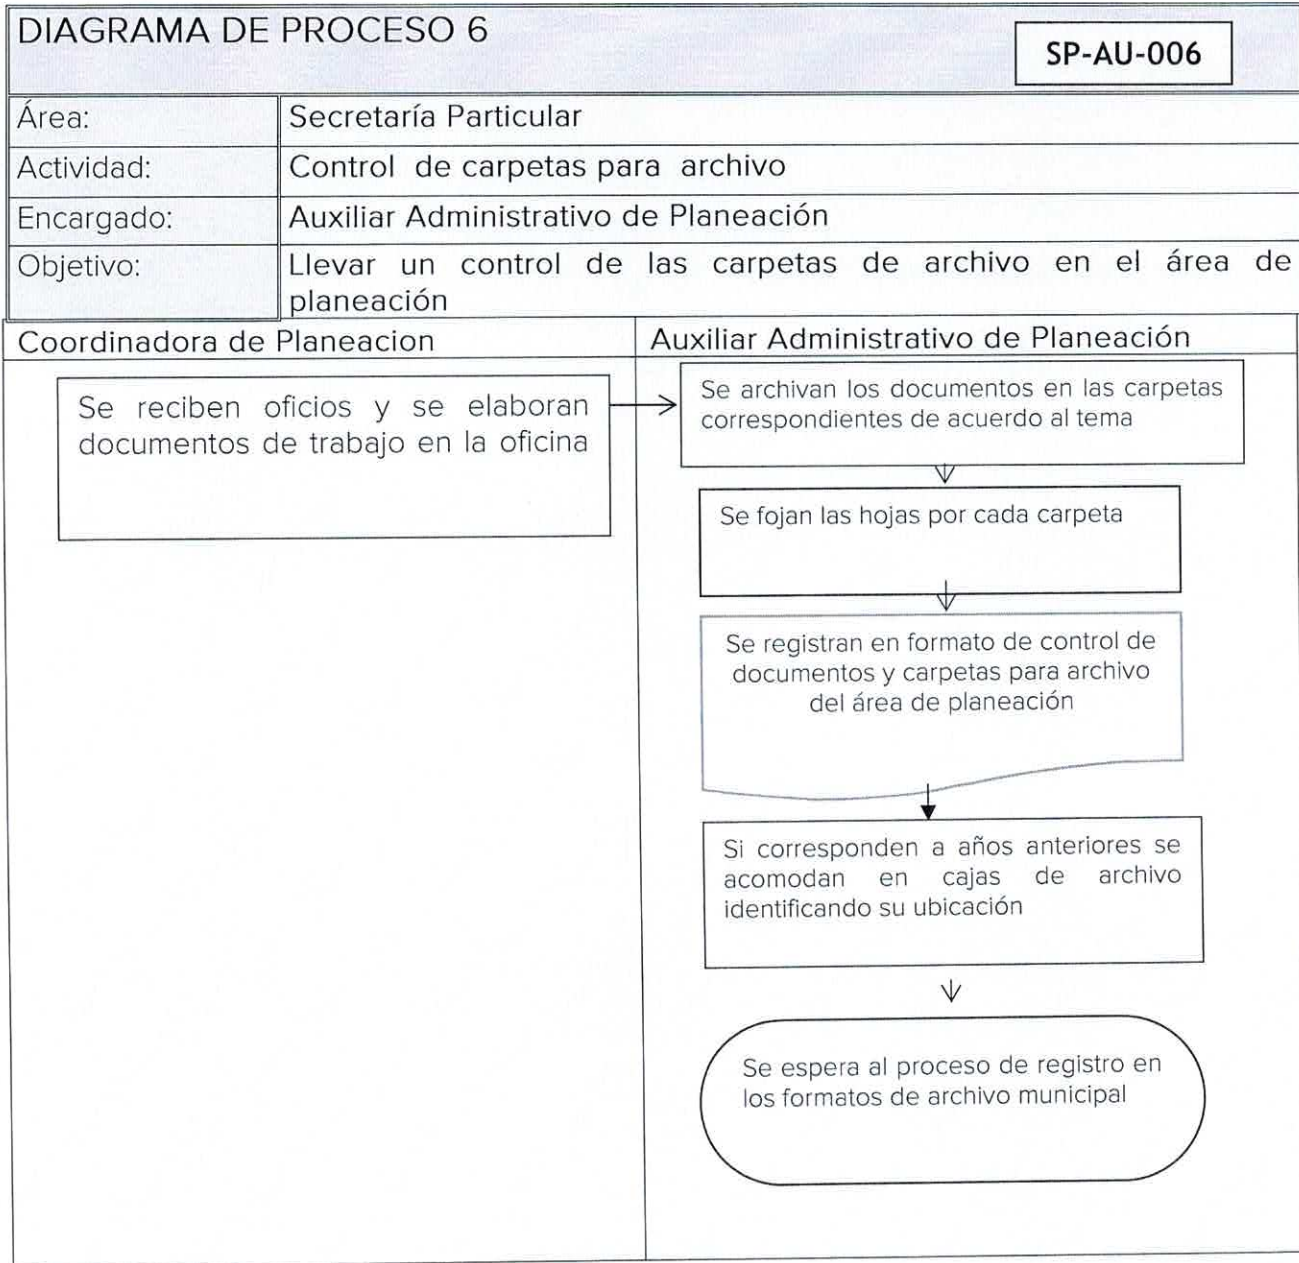 DIAGRAMA DE PROCESO 6
SP-AU-006
Área:
Secretaría Particular
Actividad:
Control de carpetas para archivo
Encargado:
Auxiliar Administrativo de Planeación
Objetivo:
Llevar un control de las carpetas de archivo en el área de
planeación
Coordinadora de Planeacion
Auxiliar Administrativo de Planeación
Se reciben oficios y se elaboran
documentos de trabajo en la oficina
Se archivan los documentos en las carpetas
correspondientes de acuerdo al tema
Se fojan las hojas por cada carpeta
Se registran en formato de control de
documentos y carpetas para archivo
del área de planeación
Si corresponden a años anteriores se
acomodan en cajas de archivo
identificando su ubicación
Se espera al proceso de registro en
los formatos de archivo municipal